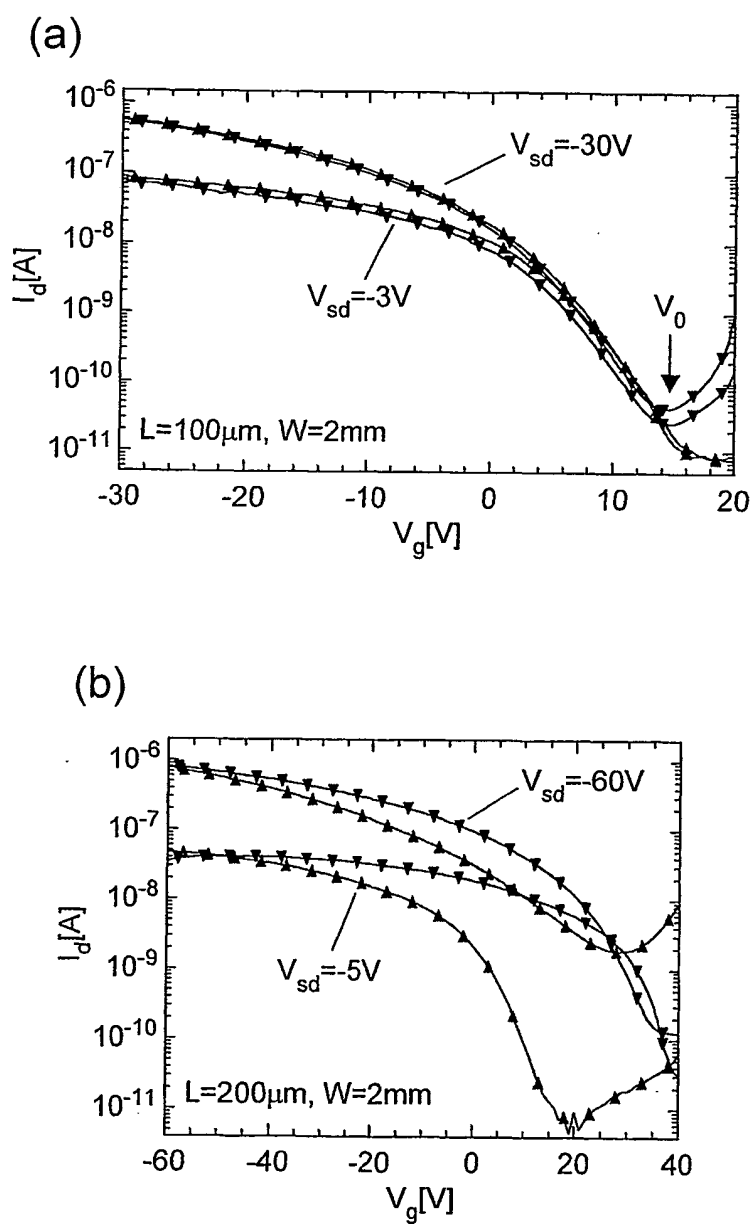 (a)
10⁻⁶
10⁻⁷
10⁻⁸
10⁻⁹
10⁻¹⁰
10⁻¹¹
I_d[A]
V_sd=-30V
V_sd=-3V
V_0
L=100μm, W=2mm
-30 -20 -10 0 10 20
V_g[V]
(b)
10⁻⁶
10⁻⁷
10⁻⁸
10⁻⁹
10⁻¹⁰
10⁻¹¹
I_d[A]
V_sd=-60V
V_sd=-5V
L=200μm, W=2mm
-60 -40 -20 0 20 40
V_g[V]